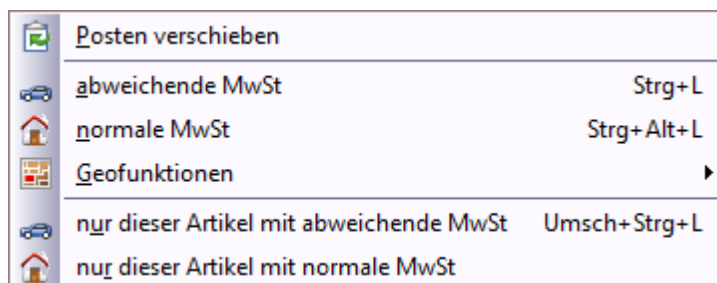 Posten verschieben
abweichende MwSt Strg+L
normale MwSt Strg+Alt+L
Geofunktionen
nur dieser Artikel mit abweichende MwSt Umsch+Strg+L
nur dieser Artikel mit normale MwSt